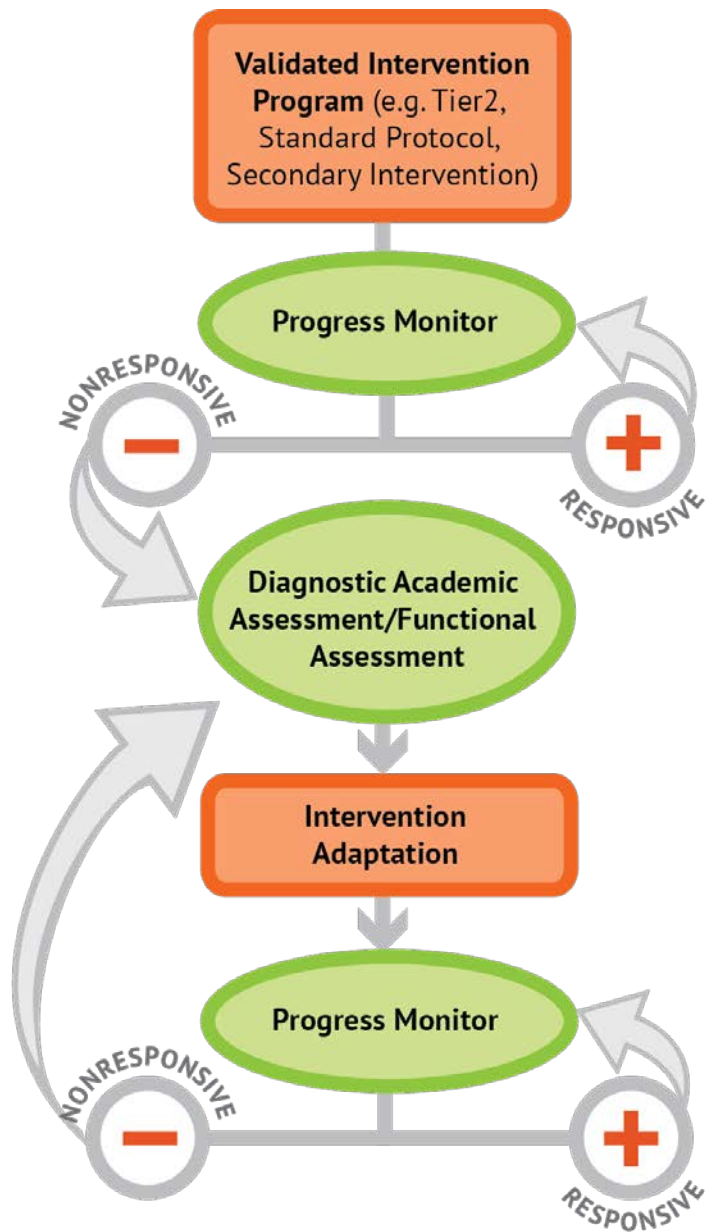 Validated Intervention
Program (e.g. Tier2,
Standard Protocol,
Secondary Intervention)
Progress Monitor
NONRESPONSIVE
RESPONSIVE
Diagnostic Academic
Assessment/Functional
Assessment
Intervention
Adaptation
Progress Monitor
NONRESPONSIVE
RESPONSIVE